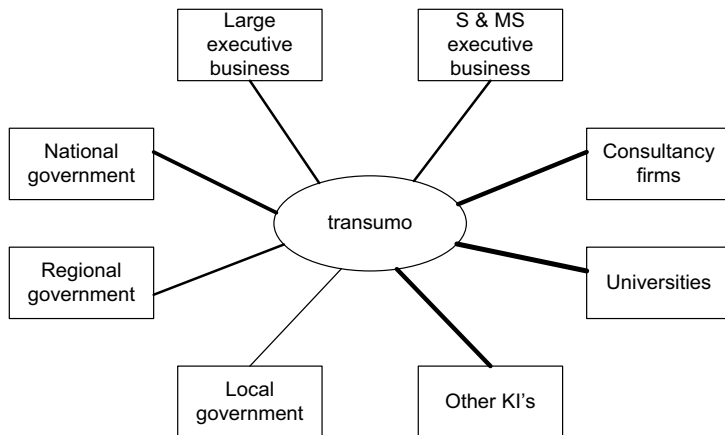 Large
executive
business
S & MS
executive
business
National
government
Consultancy
firms
transumo
Regional
government
Universities
Local
government
Other KI’s